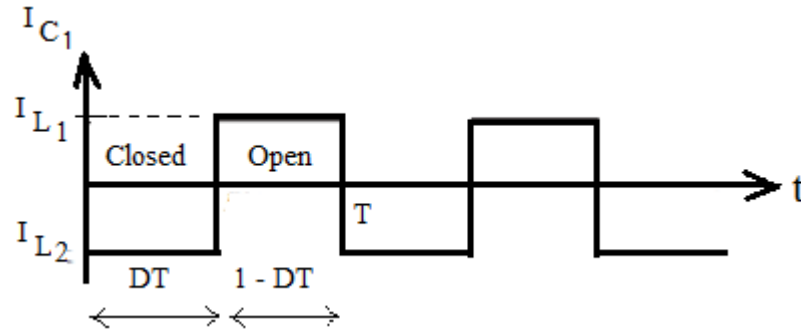 I C1
I L1
Closed Open
t
T
I L2
DT 1 - DT